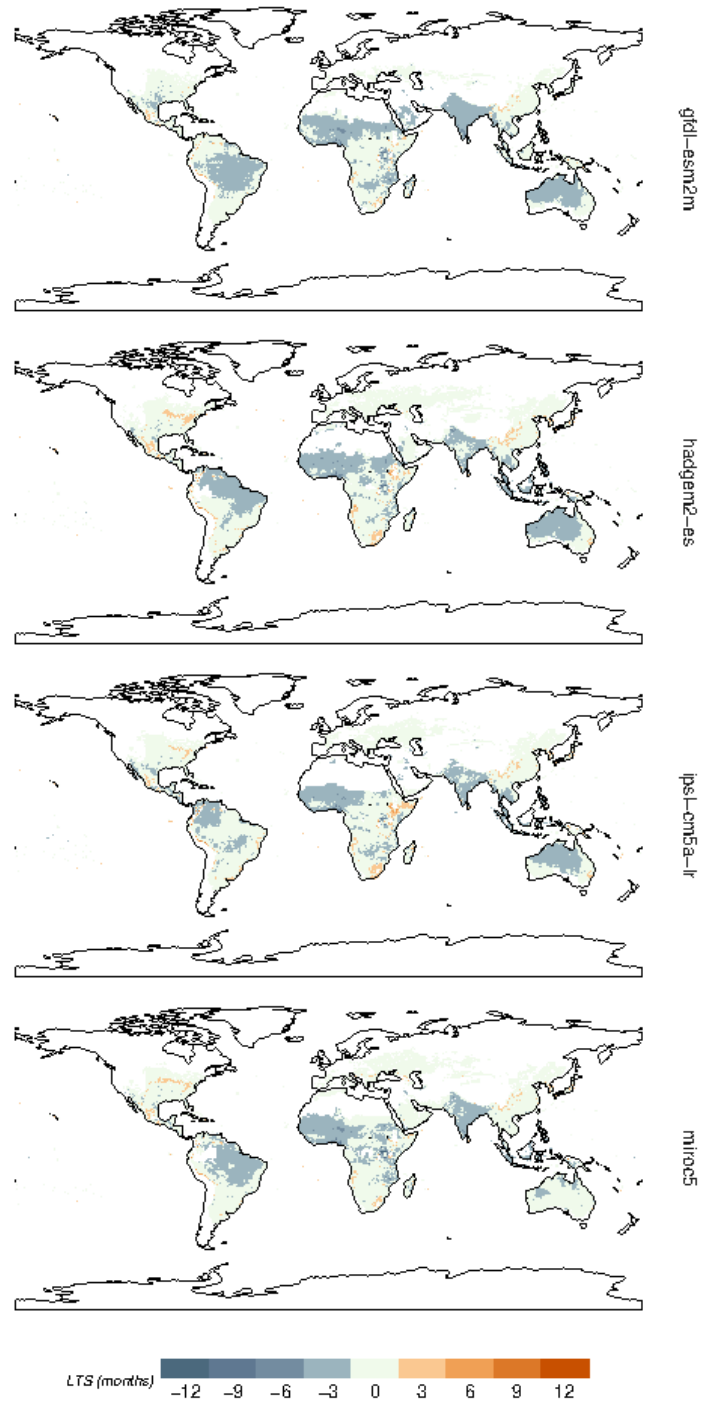 gfdl-esm2m
hadgem2-es
ipsl-cm5a-lr
miroc5
LTS (months)
−12 −9 −6 −3 0 3 6 9 12